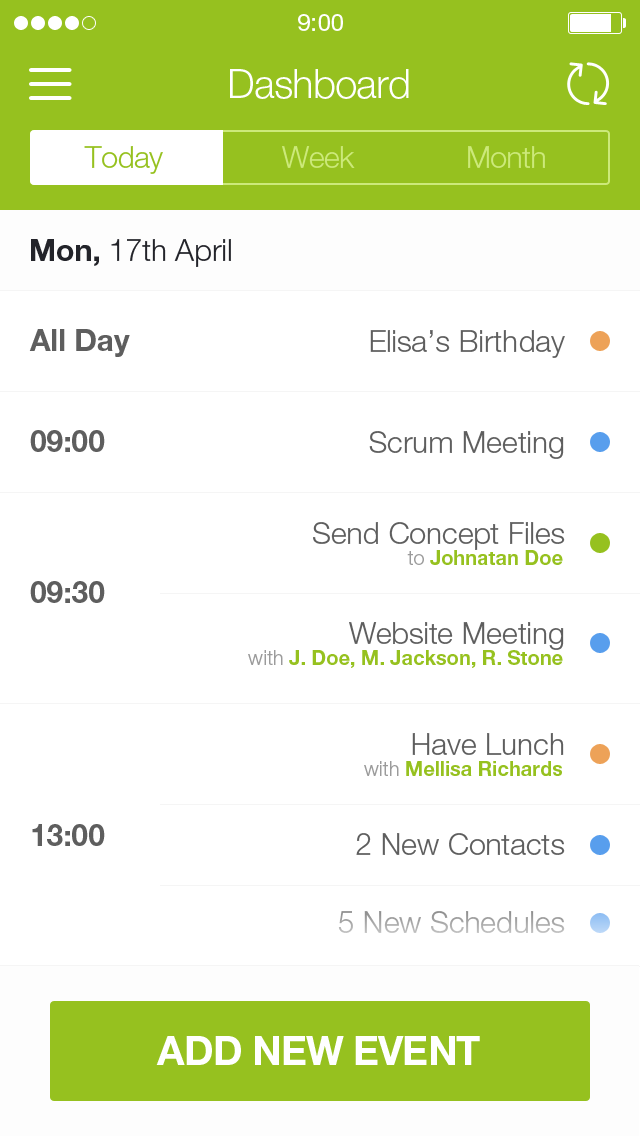 9:00
Dashboard
Today Week Month
Mon, 17th April
All Day Elisa’s Birthday
09:00 Scrum Meeting
09:30
Send Concept Files
to Johnatan Doe
Website Meeting
with J. Doe, M. Jackson, R. Stone
13:00
Have Lunch
with Mellisa Richards
2 New Contacts
5 New Schedules
ADD NEW EVENT